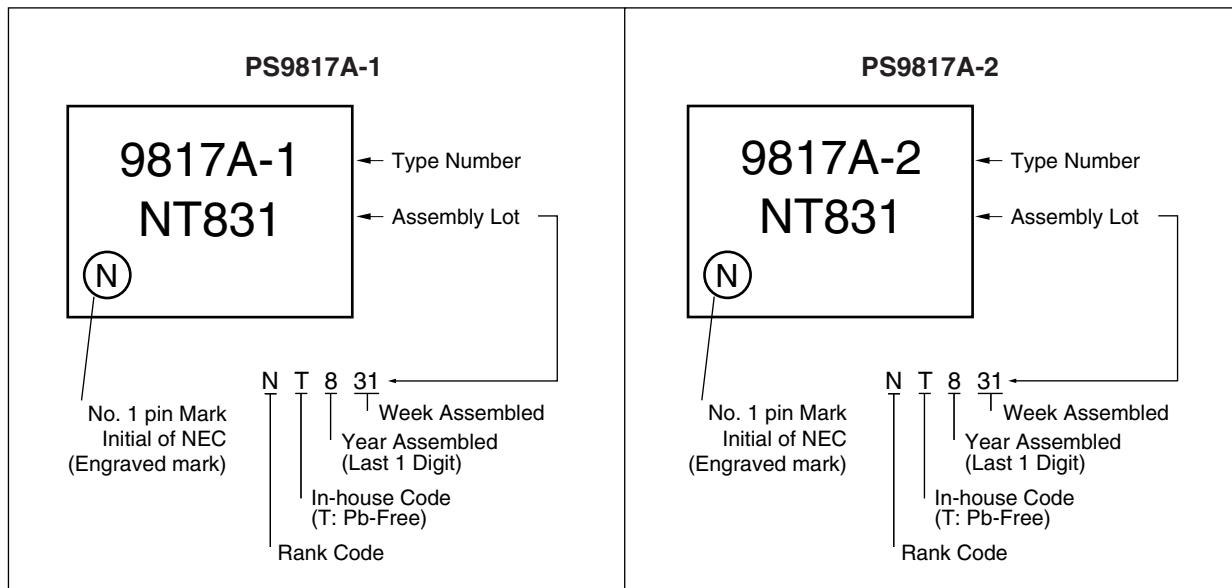 PS9817A-1
9817A-1
NT831
N
Type Number
Assembly Lot
N T 8 31
No. 1 pin Mark
Initial of NEC
(Engraved mark)
Week Assembled
Year Assembled
(Last 1 Digit)
In-house Code
(T: Pb-Free)
Rank Code
PS9817A-2
9817A-2
NT831
N
Type Number
Assembly Lot
N T 8 31
No. 1 pin Mark
Initial of NEC
(Engraved mark)
Week Assembled
Year Assembled
(Last 1 Digit)
In-house Code
(T: Pb-Free)
Rank Code